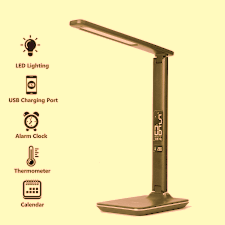 LED Lighting
USB Charging Port
Alarm Clock
Thermometer
Calendar